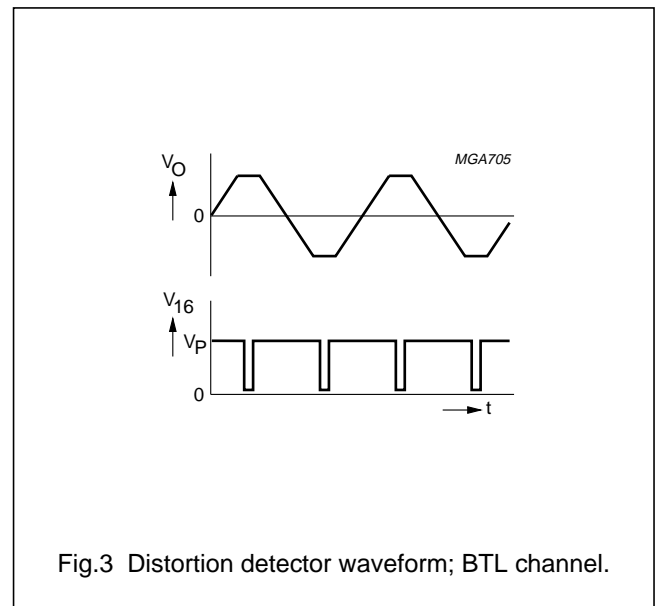 MGA705
VO
0
V16
VP
0
t
Fig.3 Distortion detector waveform; BTL channel.